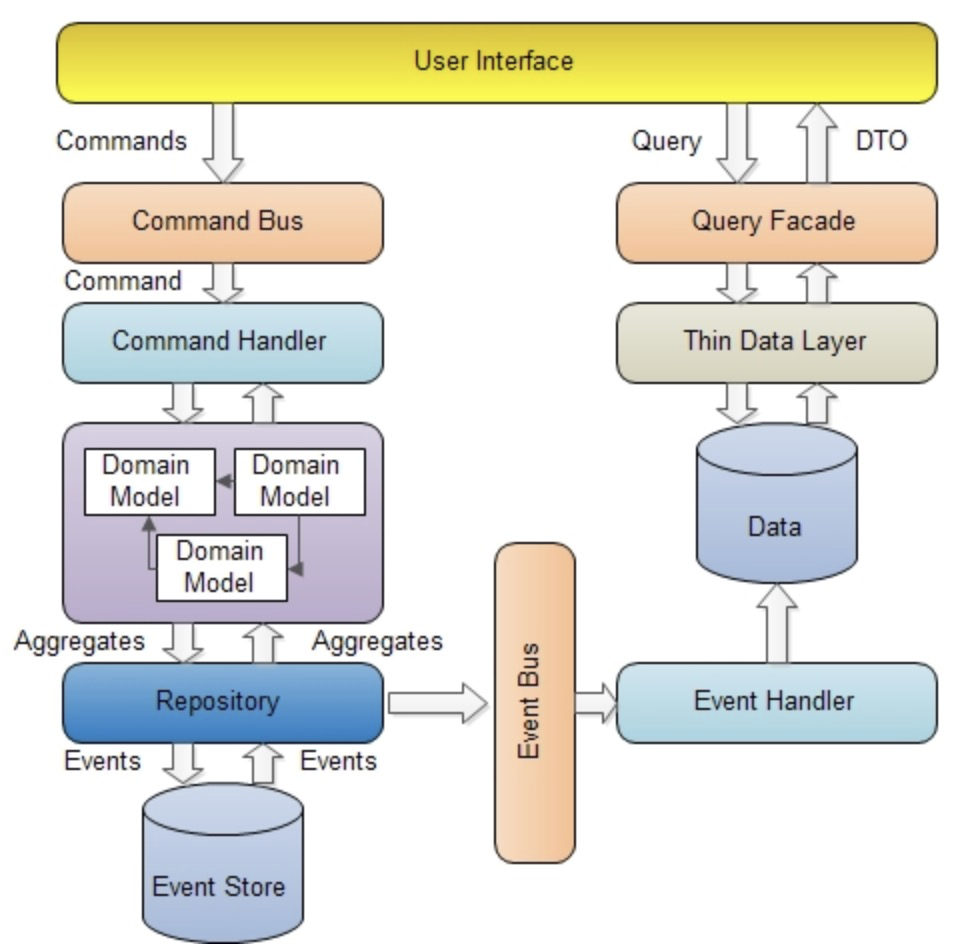 User Interface
Commands
Query
DTO
Command Bus
Query Facade
Command
Command Handler
Thin Data Layer
Domain
Model
Domain
Model
Domain
Model
Data
Aggregates
Aggregates
Repository
Event Bus
Event Handler
Events
Events
Event Store